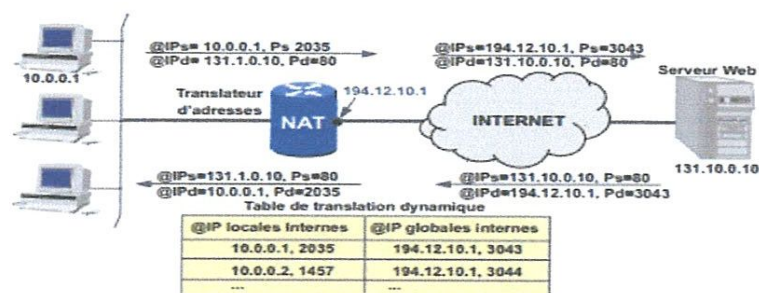 @IPs= 10.0.0.1, Ps 2035
@IPd= 131.1.0.10, Pd=80
@IPs=194.12.10.1, Ps=3043
@IPd=131.10.0.10, Pd=80
10.0.0.1
Serveur Web
Translateur
d'adresses
194.12.10.1
NAT
INTERNET
131.10.0.10
@IPs=131.1.0.10, Ps=80
@IPd=10.0.0.1, Pd=2035
@IPs=131.10.0.10, Ps=80
@IPd=194.12.10.1, Pd=3043
Table de translation dynamique
@IP locales Internes @IP globales internes
10.0.0.1, 2035 194.12.10.1, 3043
10.0.0.2, 1457 194.12.10.1, 3044
--- ---